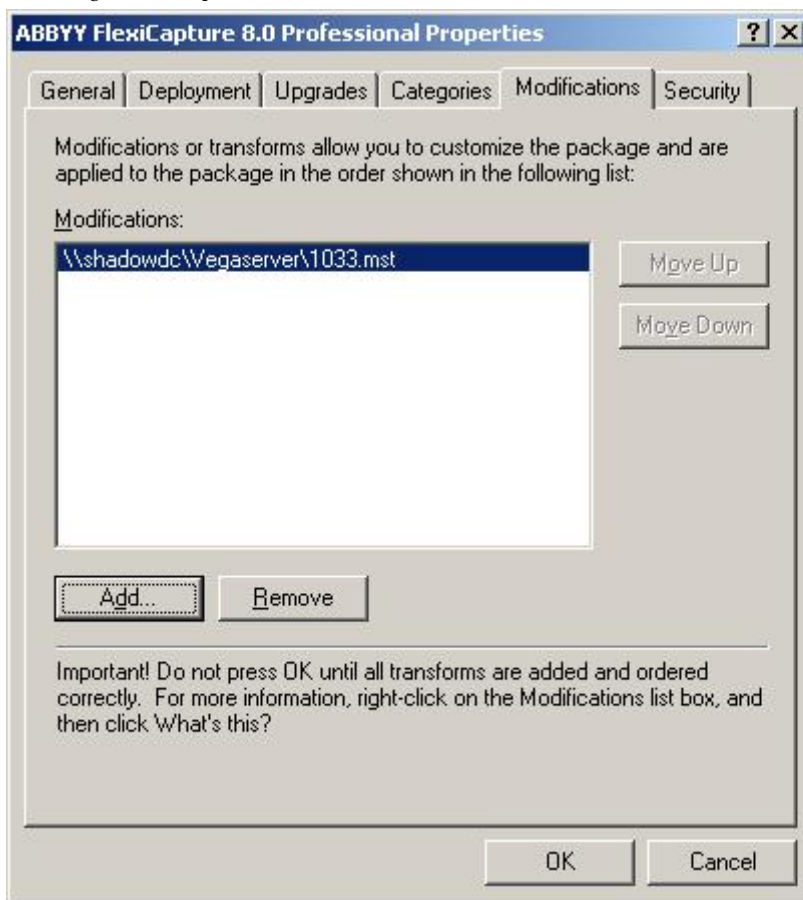 ABBYY FlexiCapture 8.0 Professional Properties
General Deployment Upgrades Categories Modifications Security
Modifications or transforms allow you to customize the package and are
applied to the package in the order shown in the following list:
Modifications:
\\shadowdc\Vegaserver\1033.mst
Move Up
Move Down
Add... Remove
Important! Do not press OK until all transforms are added and ordered
correctly. For more information, right-click on the Modifications list box, and
then click What's this?
OK Cancel